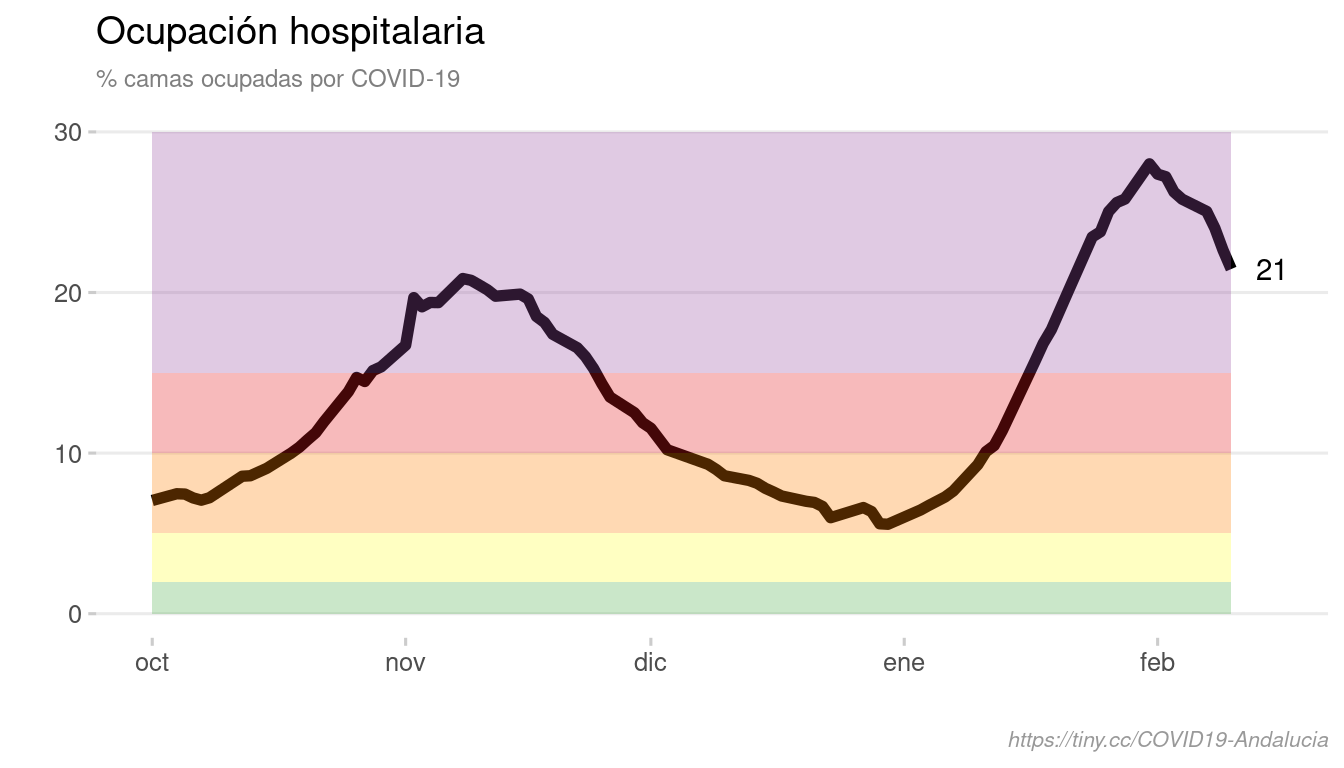 Ocupación hospitalaria
% camas ocupadas por COVID-19
30
20
10
0
21
oct nov dic ene feb
https://tiny.cc/COVID19-Andalucia